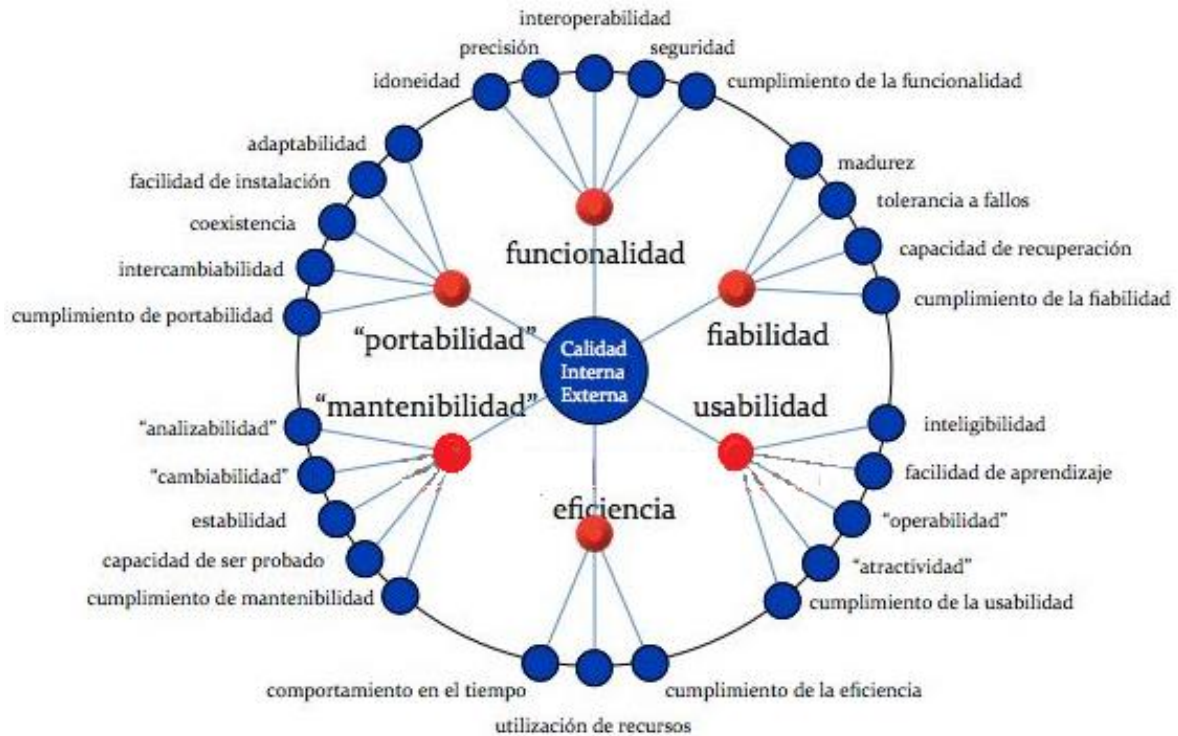 interoperabilidad
precisión
seguridad
idoneidad
cumplimiento de la funcionalidad
adaptabilidad
madurez
facilidad de instalación
tolerancia a fallos
coexistencia
capacidad de recuperación
intercambiabilidad
cumplimiento de la fiabilidad
cumplimiento de portabilidad
funcionalidad
"portabilidad"
fiabilidad
Calidad
Interna
Externa
"mantenibilidad"
usabilidad
"analizabilidad"
inteligibilidad
"cambiabilidad"
facilidad de aprendizaje
estabilidad
eficiencia
"operabilidad"
capacidad de ser probado
"atractividad"
cumplimiento de mantenibilidad
cumplimiento de la usabilidad
comportamiento en el tiempo
cumplimiento de la eficiencia
utilización de recursos